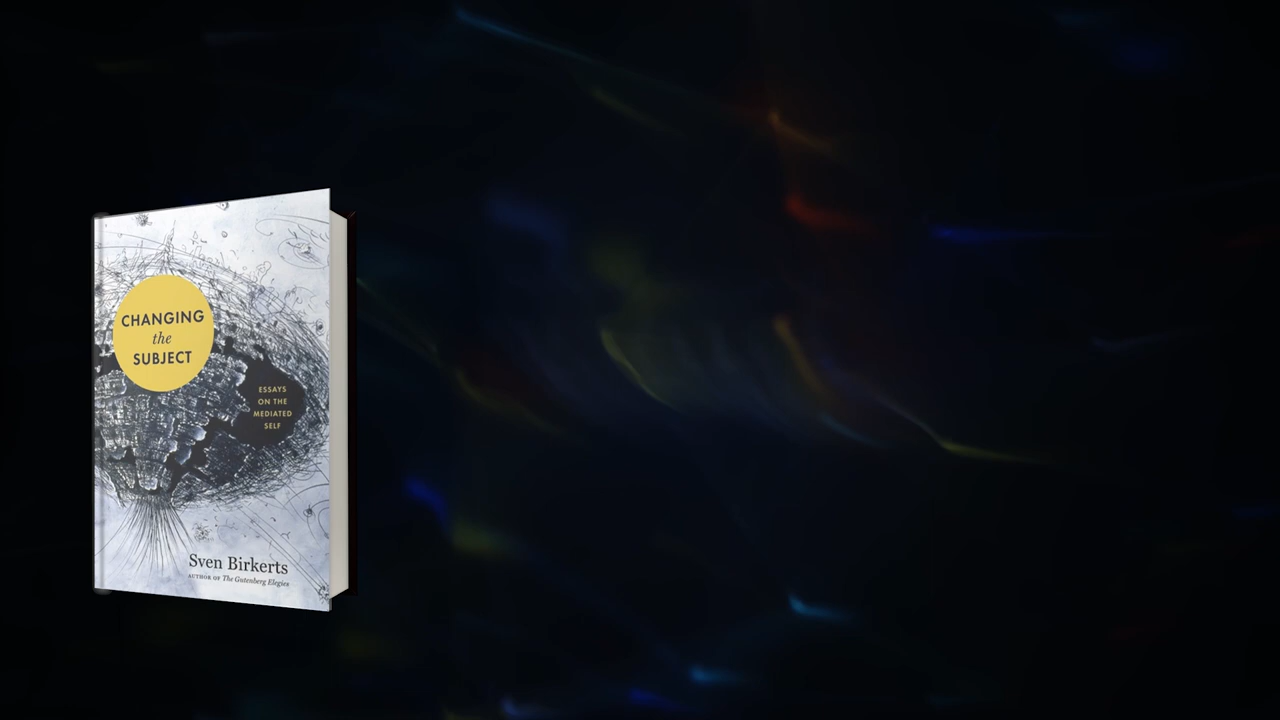 CHANGING
the
SUBJECT
ESSAYS
ON THE
MEDIATED
SELF
Sven Birkerts
AUTHOR OF The Gutenberg Elegies